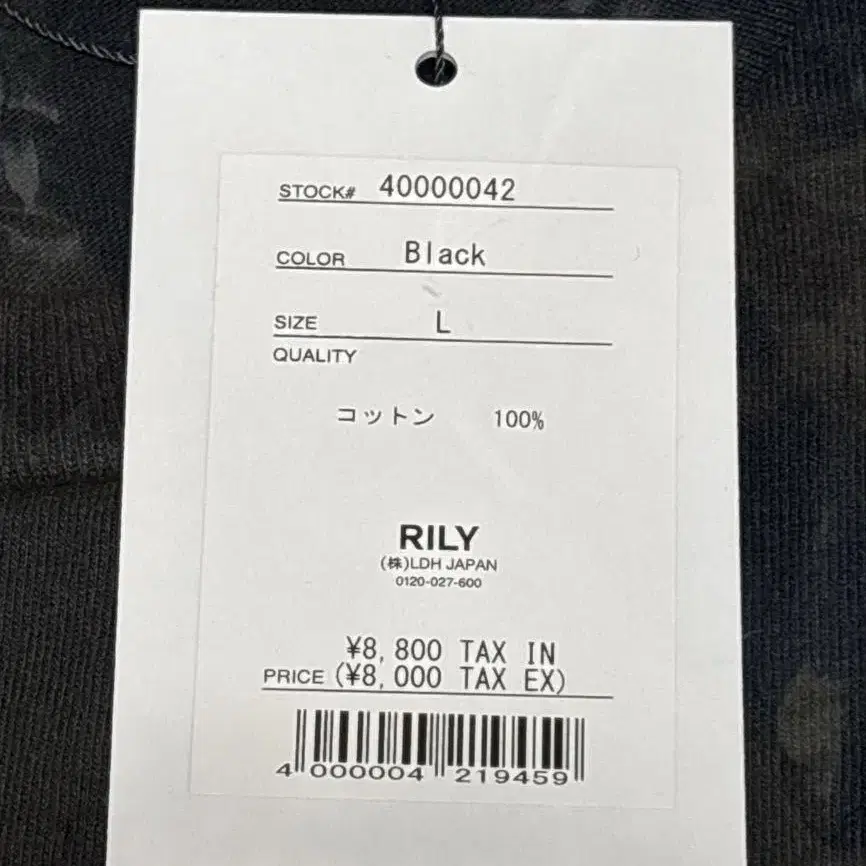 STOCK# 40000042
COLOR Black
SIZE L
QUALITY
コットン 100%
RILY
(株)LDH JAPAN
0120-027-600
¥8,800 TAX IN
PRICE (¥8,000 TAX EX)
4 000004 219459